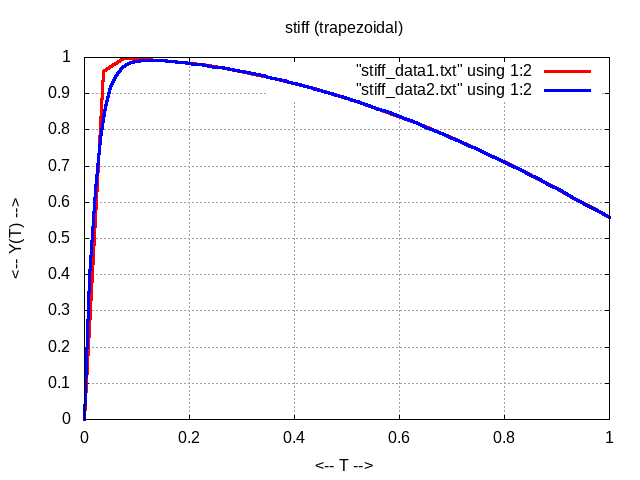 stiff (trapezoidal)
"stiff_data1.txt" using 1:2
"stiff_data2.txt" using 1:2
1
0.9
0.8
0.7
0.6
0.5
0.4
0.3
0.2
0.1
0
<-- Y(T) -->
0 0.2 0.4 0.6 0.8 1
<-- T -->